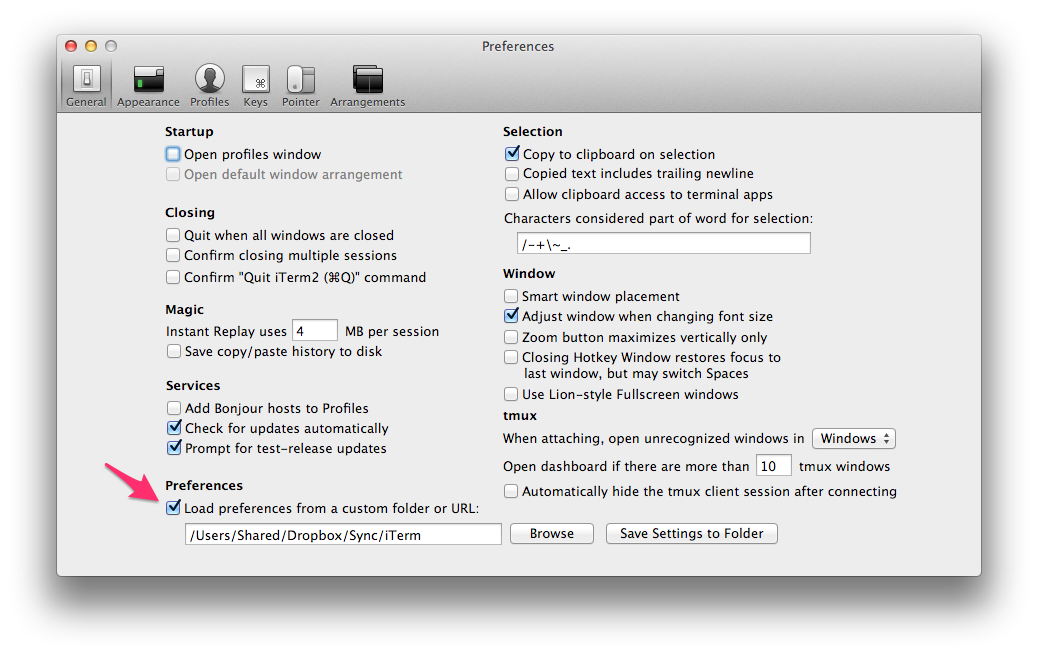 Preferences
General
Appearance
Profiles
Keys
Pointer
Arrangements
Startup
Open profiles window
Open default window arrangement
Closing
Quit when all windows are closed
Confirm closing multiple sessions
Confirm "Quit iTerm2 (⌘Q)" command
Magic
Instant Replay uses 4 MB per session
Save copy/paste history to disk
Services
Add Bonjour hosts to Profiles
Check for updates automatically
Prompt for test-release updates
Preferences
Load preferences from a custom folder or URL:
/Users/Shared/Dropbox/Sync/iTerm
Browse
Save Settings to Folder
Selection
Copy to clipboard on selection
Copied text includes trailing newline
Allow clipboard access to terminal apps
Characters considered part of word for selection:
/-+\~_.
Window
Smart window placement
Adjust window when changing font size
Zoom button maximizes vertically only
Closing Hotkey Window restores focus to
last window, but may switch Spaces
Use Lion-style Fullscreen windows
tmux
When attaching, open unrecognized windows in Windows
Open dashboard if there are more than 10 tmux windows
Automatically hide the tmux client session after connecting